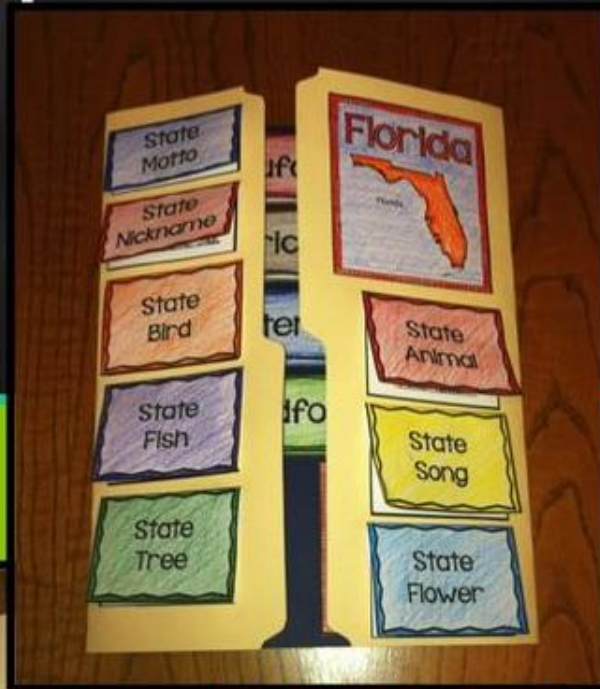 State
Motto
State
Nickname
State
Bird
State
Fish
State
Tree
Florida
State
Animal
State
Song
State
Flower